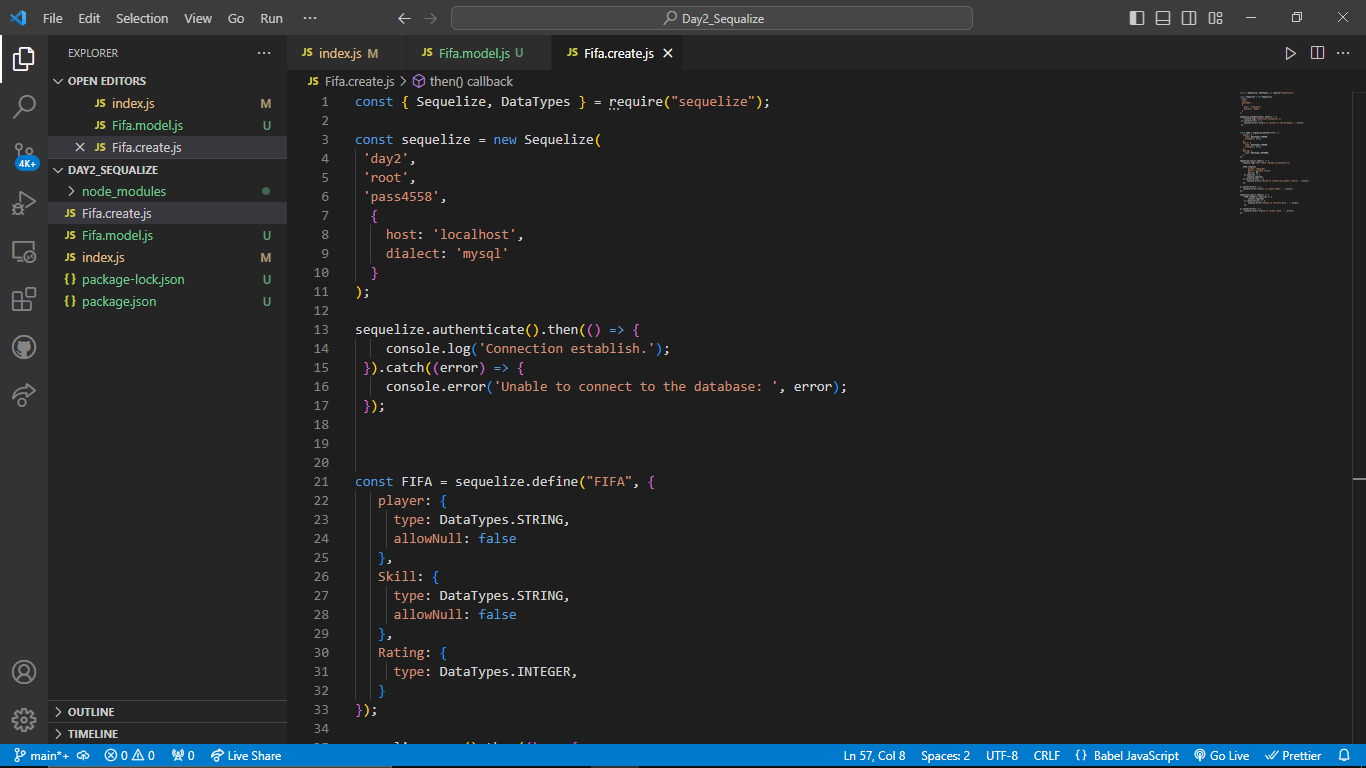 File Edit Selection View Go Run ··· Day2_Sequalize
EXPLORER
OPEN EDITORS
JS index.js M
JS Fifa.model.js U
JS Fifa.create.js
DAY2_SEQUALIZE
node_modules
JS Fifa.create.js
JS Fifa.model.js U
JS index.js M
{} package-lock.json U
{} package.json U
OUTLINE
TIMELINE
4K+
JS index.js M JS Fifa.model.js U JS Fifa.create.js
JS Fifa.create.js > then() callback
1 const { Sequelize, DataTypes } = require("sequelize");
2
3 const sequelize = new Sequelize(
4 'day2',
5 'root',
6 'pass4558',
7 {
8 host: 'localhost',
9 dialect: 'mysql'
10 }
11 );
12
13 sequelize.authenticate().then(() => {
14 console.log('Connection establish.');
15 }).catch((error) => {
16 console.error('Unable to connect to the database: ', error);
17 });
18
19
20
21 const FIFA = sequelize.define("FIFA", {
22 player: {
23 type: DataTypes.STRING,
24 allowNull: false
25 },
26 Skill: {
27 type: DataTypes.STRING,
28 allowNull: false
29 },
30 Rating: {
31 type: DataTypes.INTEGER,
32 }
33 });
34
main*+ 0 0 0 Live Share Ln 57, Col 8 Spaces: 2 UTF-8 CRLF {} Babel JavaScript Go Live Prettier